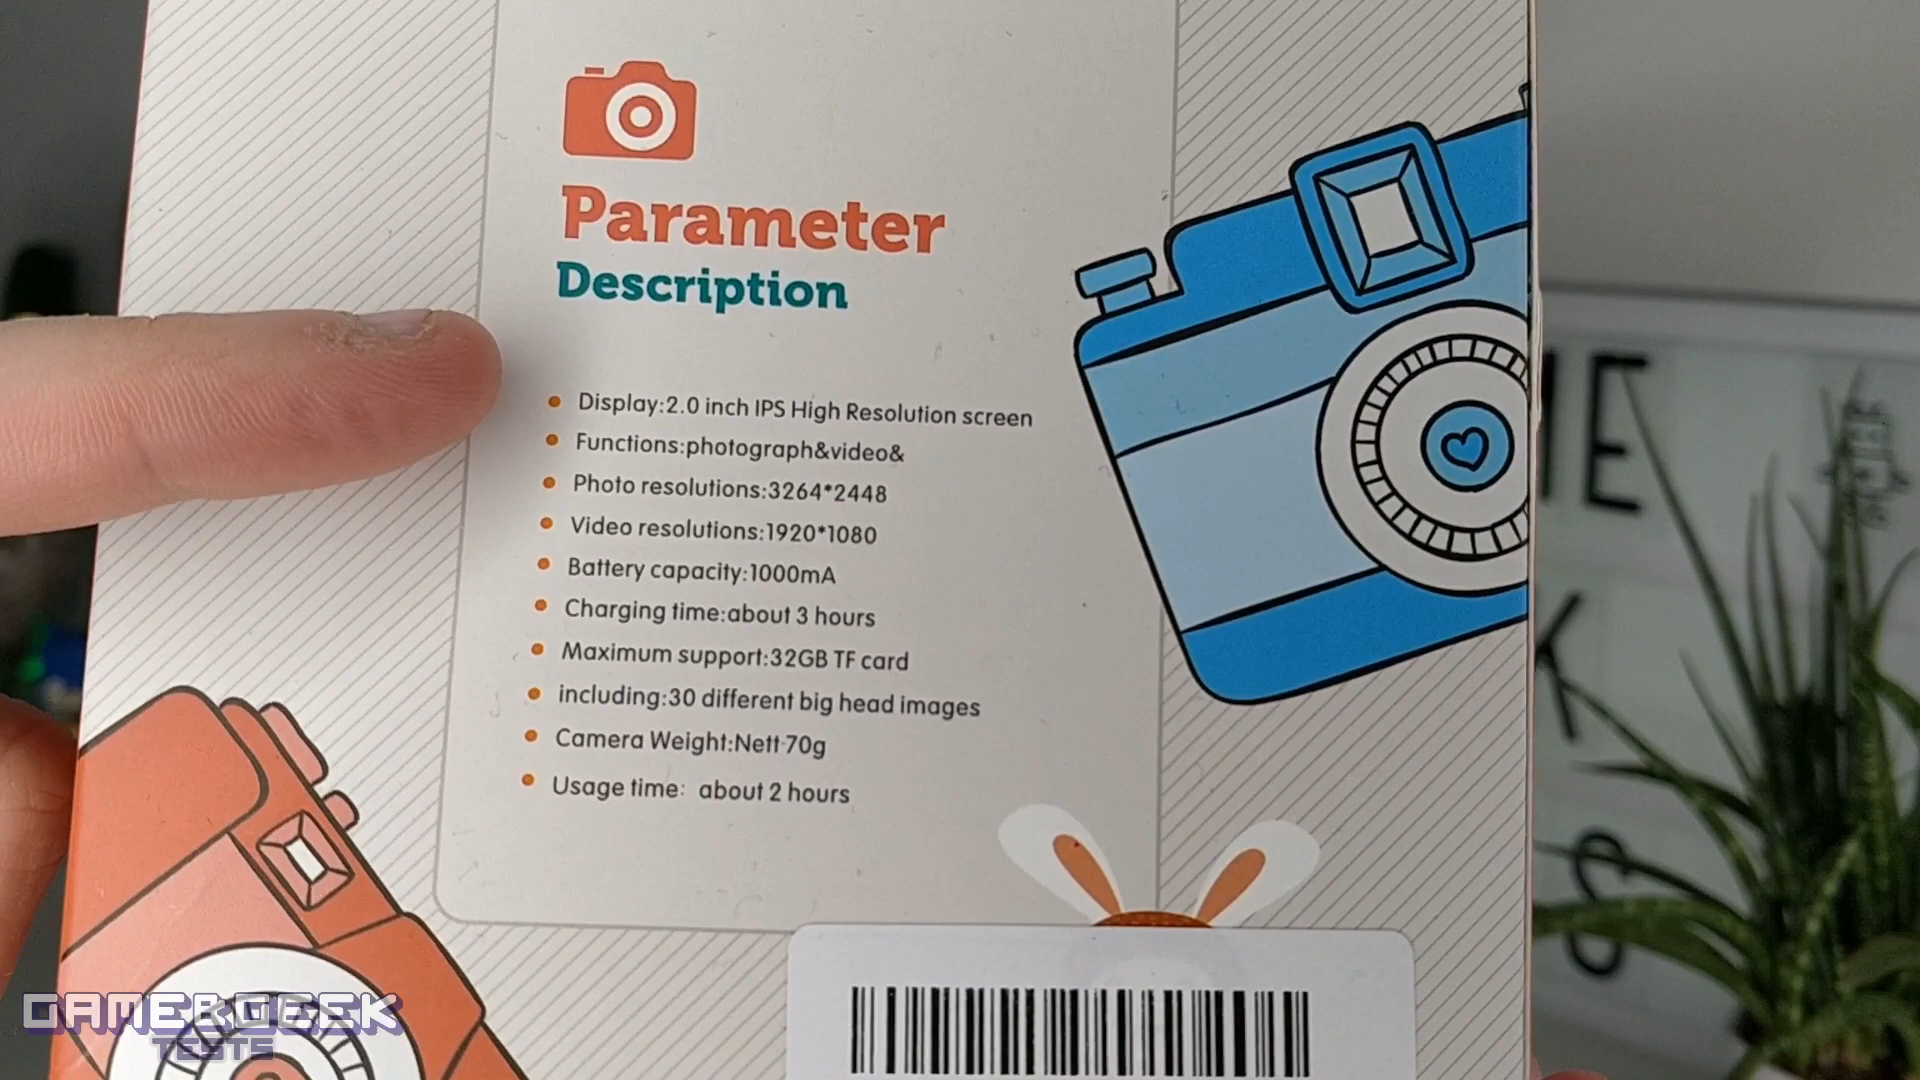 Parameter
Description
Display:2.0 inch IPS High Resolution screen
Functions:photograph&video&
Photo resolutions:3264*2448
Video resolutions:1920*1080
Battery capacity:1000mA
Charging time:about 3 hours
Maximum support:32GB TF card
including:30 different big head images
Camera Weight:Nett 70g
Usage time: about 2 hours
E
K
S
GAMEBGEEK
TESTS